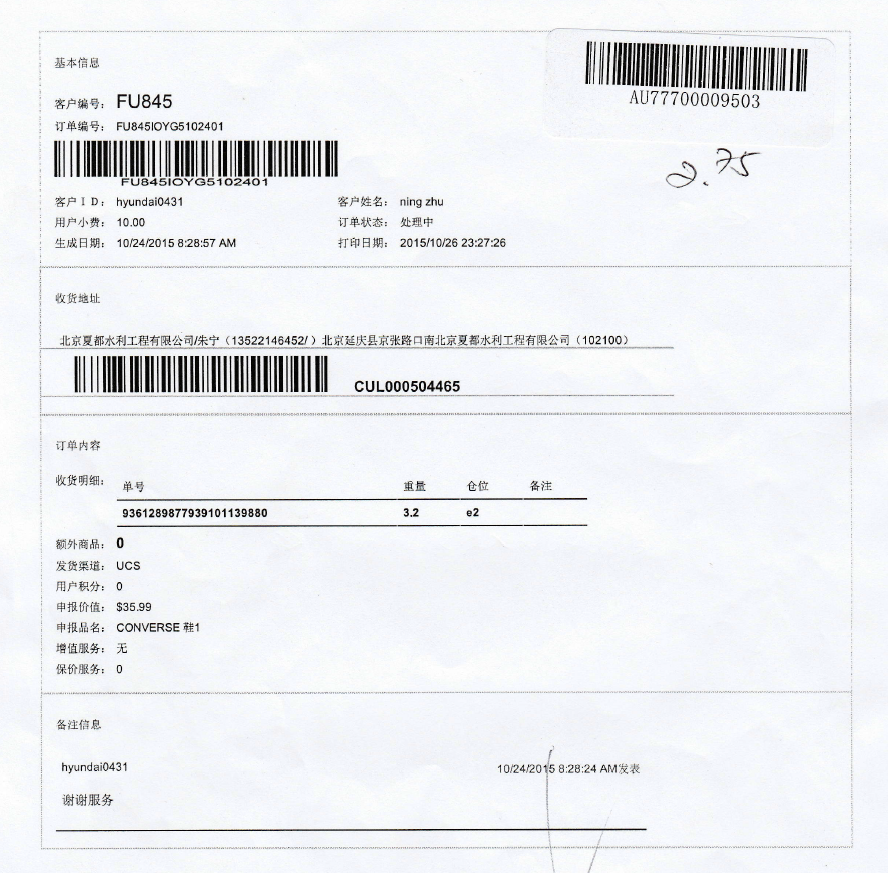 基本信息
AU77700009503
客户编号： FU845
订单编号： FU845IOYG5102401
FU845IOYG5102401
2.75
客户ID： hyundai0431 客户姓名： ning zhu
用户小费： 10.00 订单状态： 处理中
生成日期： 10/24/2015 8:28:57 AM 打印日期： 2015/10/26 23:27:26
收货地址
北京夏都水利工程有限公司/朱宁（13522146452/）北京延庆县京张路口南北京夏都水利工程有限公司（102100）
CUL000504465
订单内容
收货明细： 单号 重量 仓位 备注
9361289877939101139880 3.2 e2
额外商品： 0
发货渠道： UCS
用户积分： 0
申报价值： $35.99
申报品名： CONVERSE 鞋1
增值服务： 无
保价服务： 0
备注信息
hyundai0431 10/24/2015 8:28:24 AM发表
谢谢服务